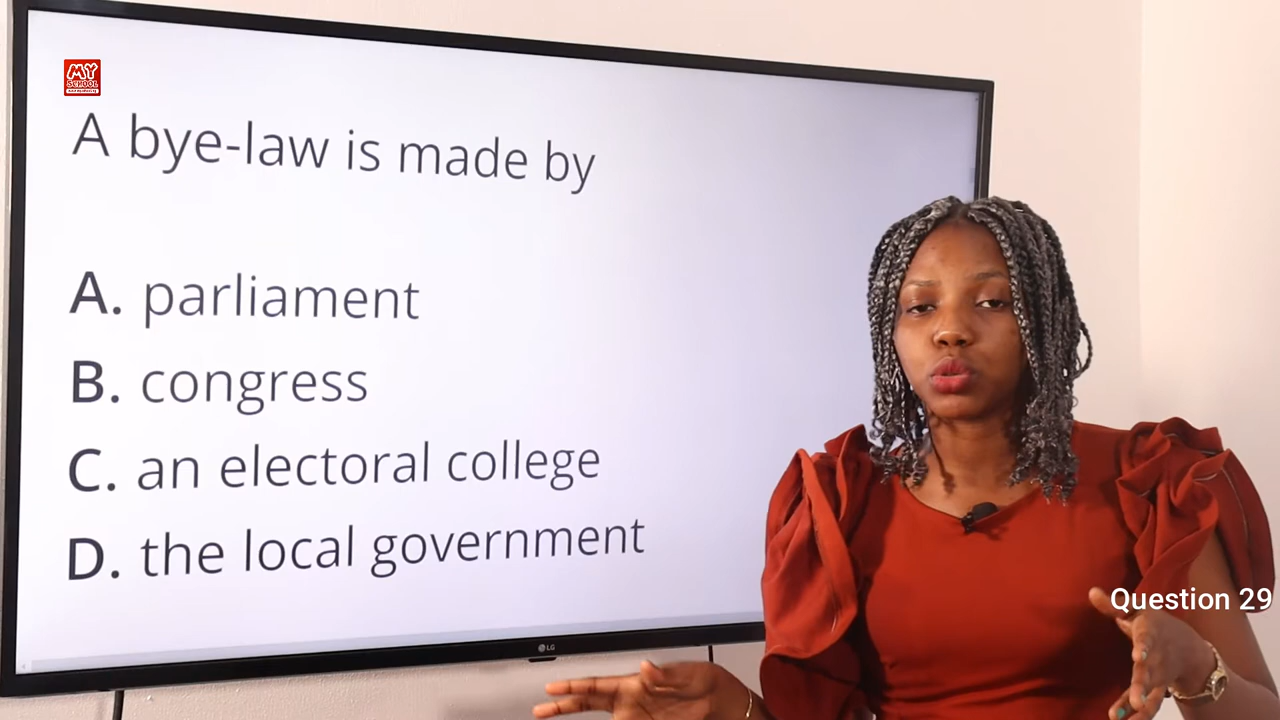 MY
SCHOOL
A bye-law is made by
A. parliament
B. congress
C. an electoral college
D. the local government
LG
Question 29